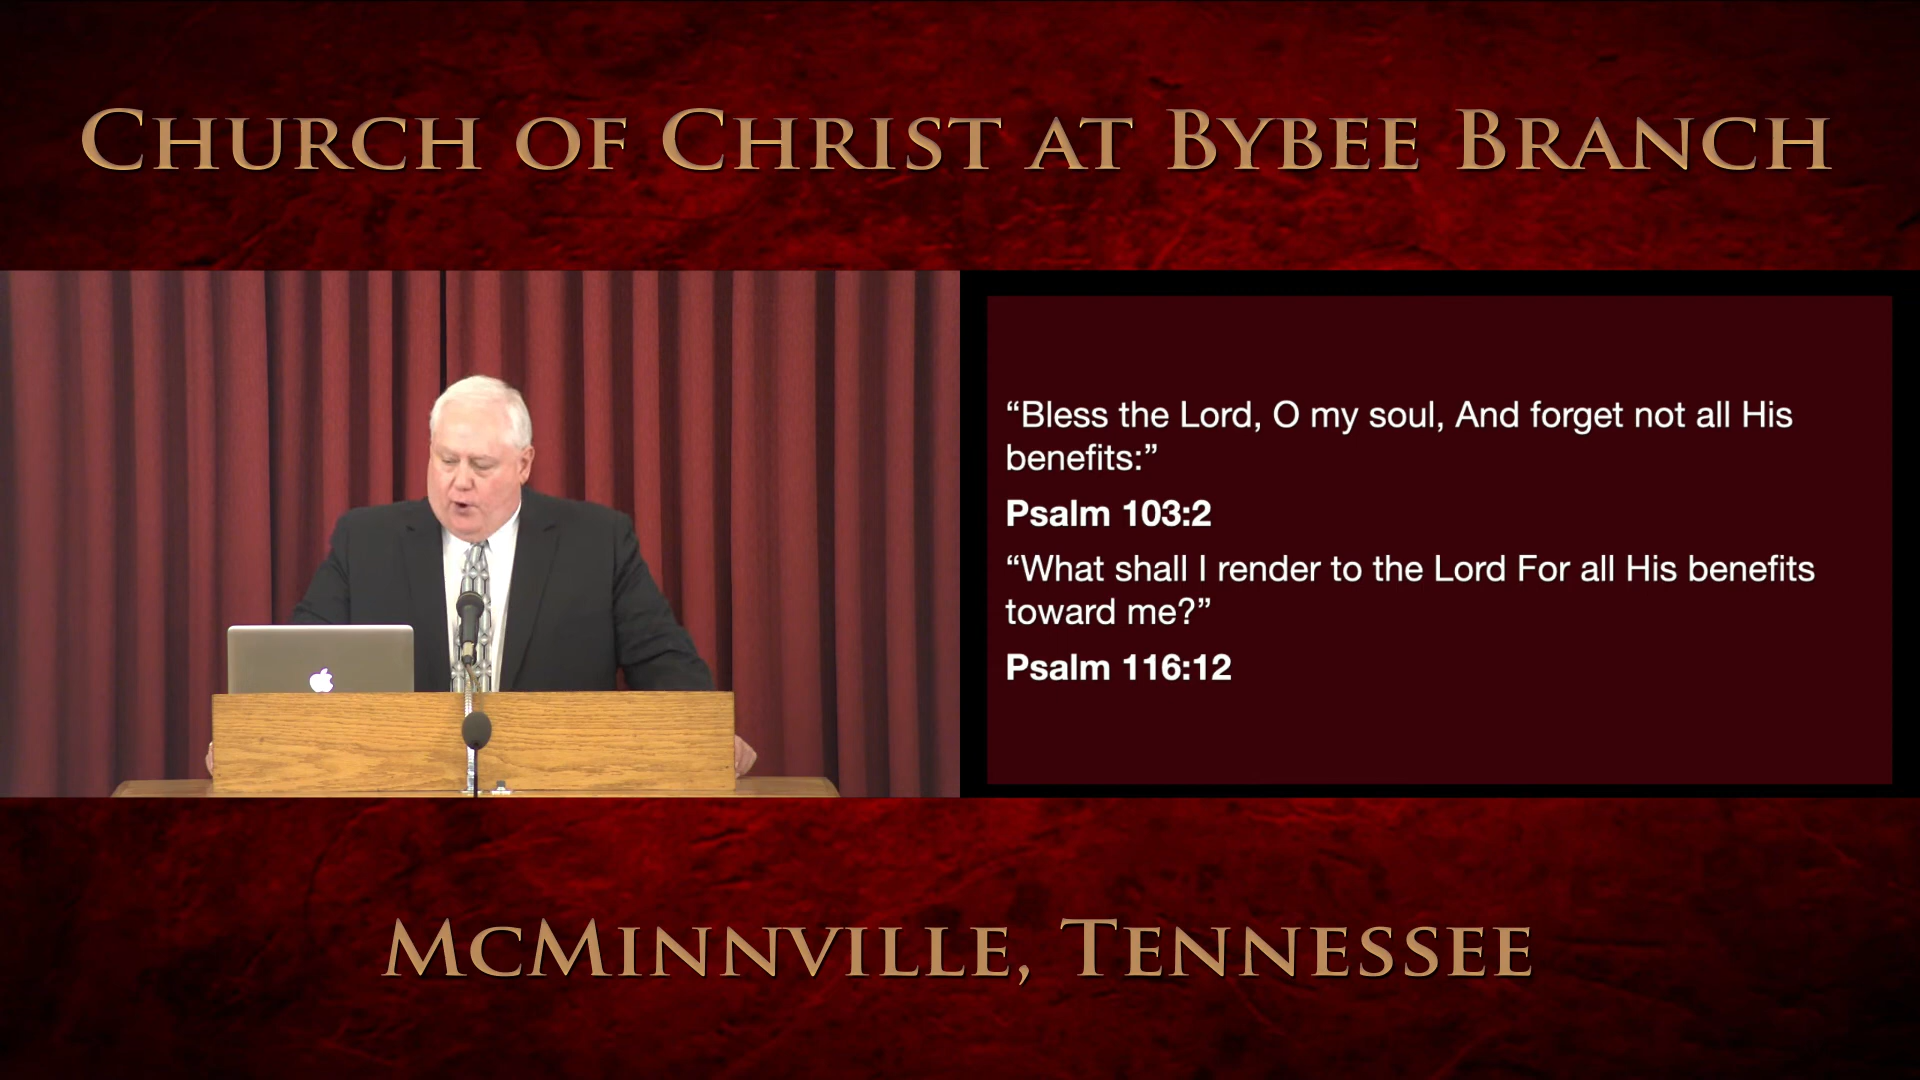 Church of Christ at Bybee Branch
“Bless the Lord, O my soul, And forget not all His
benefits:”
Psalm 103:2
“What shall I render to the Lord For all His benefits
toward me?”
Psalm 116:12
McMinnville, Tennessee